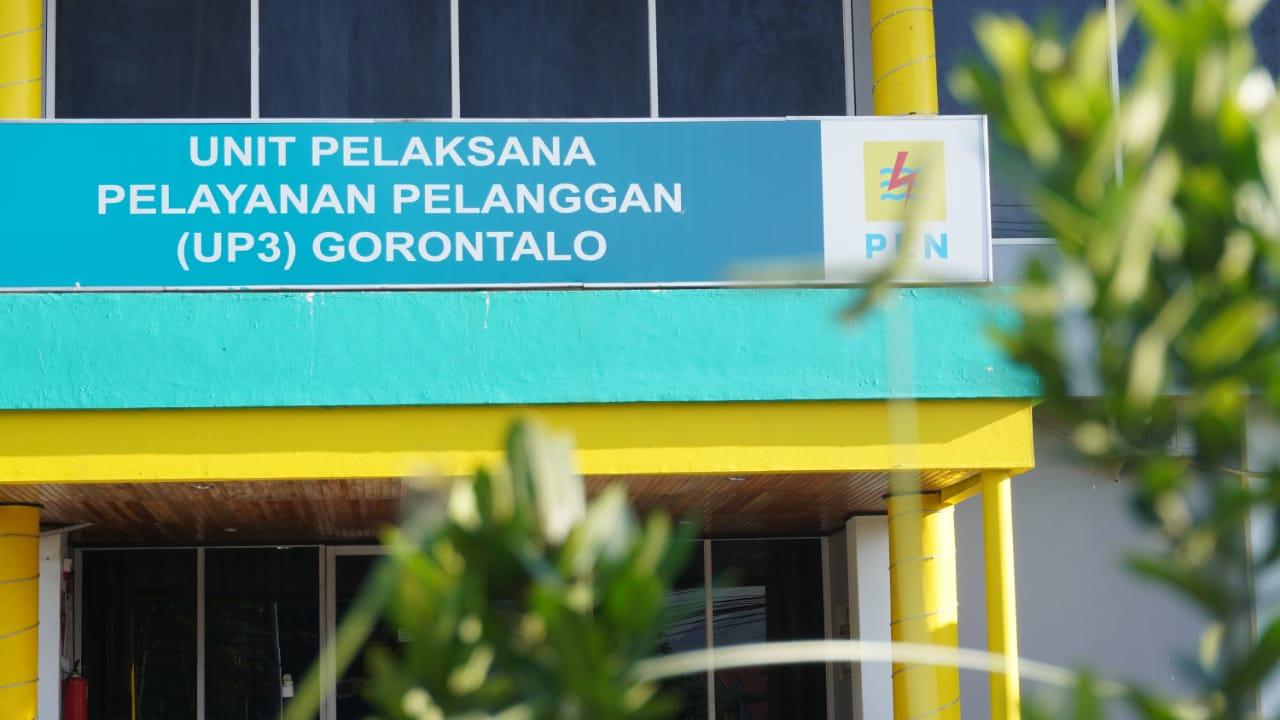 UNIT PELAKSANA
PELAYANAN PELANGGAN
(UP3) GORONTALO
PLN